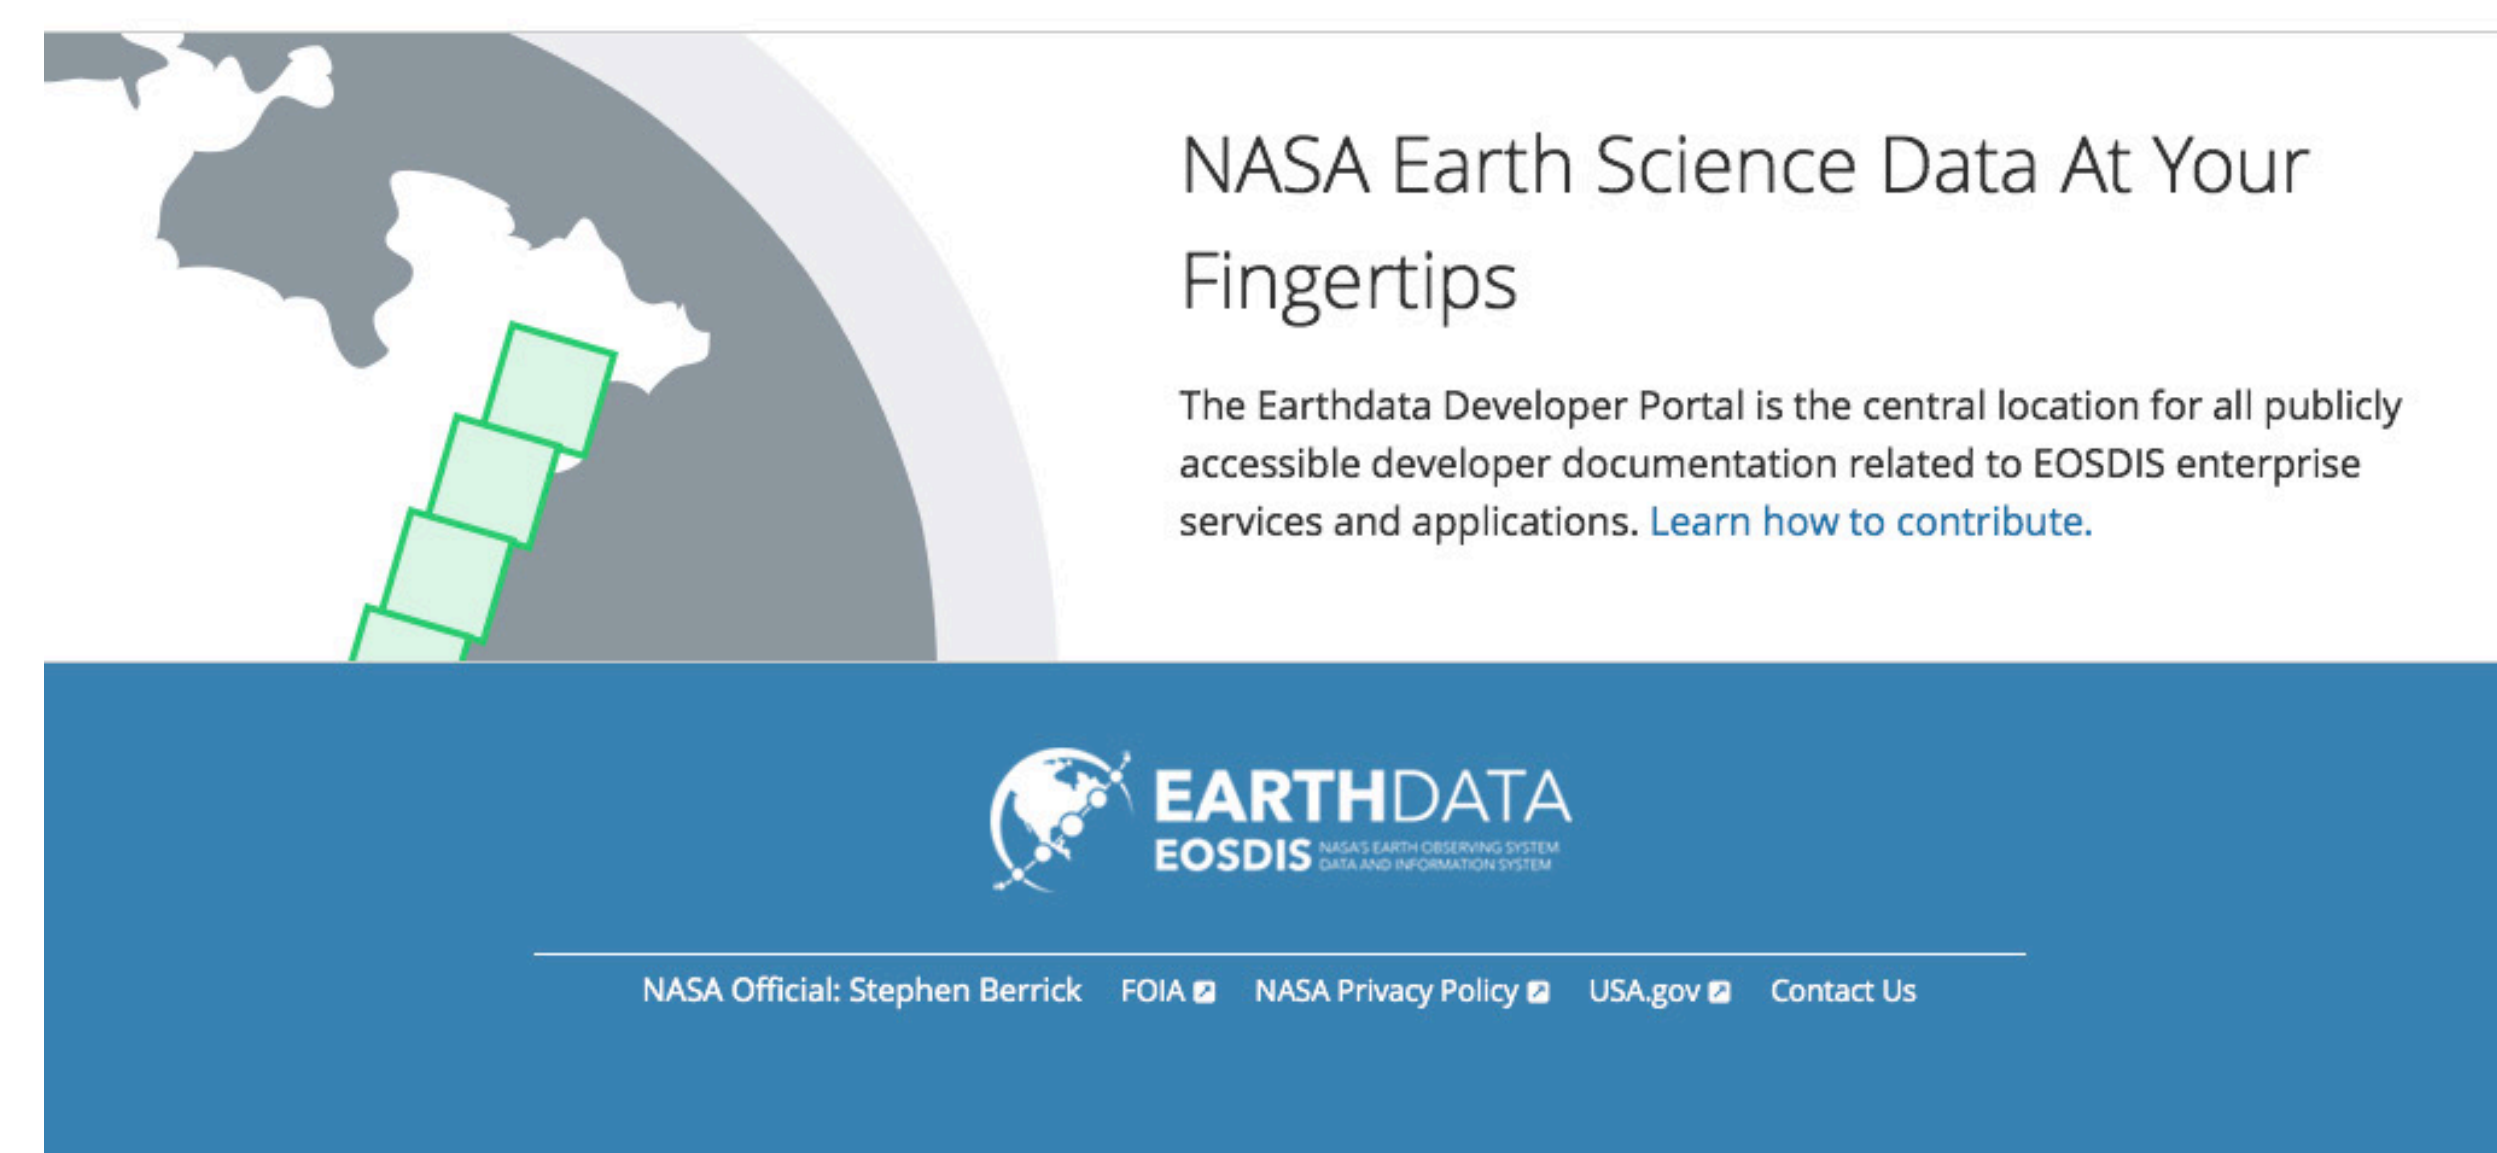 NASA Earth Science Data At Your
Fingertips
The Earthdata Developer Portal is the central location for all publicly
accessible developer documentation related to EOSDIS enterprise
services and applications. Learn how to contribute.
EARTHDATA
EOSDIS NASA'S EARTH OBSERVING SYSTEM
DATA AND INFORMATION SYSTEM
NASA Official: Stephen Berrick FOIA NASA Privacy Policy USA.gov Contact Us